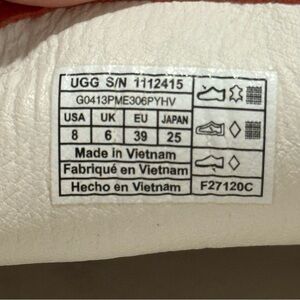 UGG S/N 1112415
G0413PME306PYHV
USA UK EU JAPAN
8 6 39 25
Made in Vietnam
Fabriqué en Vietnam
Hecho en Vietnam F27120C